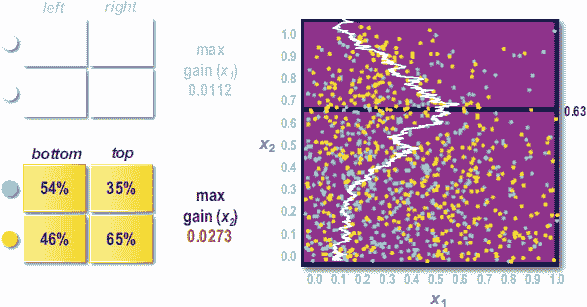 left right
max
gain (x₁)
0.0112
bottom top
54% 35%
46% 65%
max
gain (x₂)
0.0273
1.0
0.9
0.8
0.7
0.6
0.5
0.4
0.3
0.2
0.1
0.0
x₂
0.63
0.0 0.1 0.2 0.3 0.4 0.5 0.6 0.7 0.8 0.9 1.0
x₁